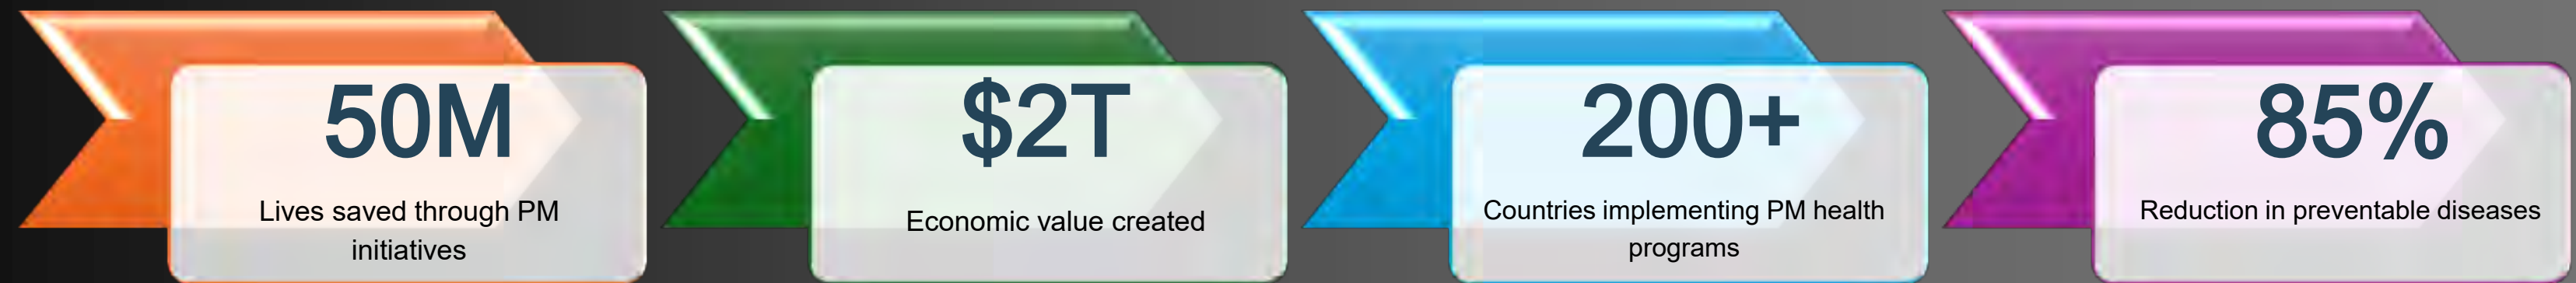 50M
Lives saved through PM
initiatives
$2T
Economic value created
200+
Countries implementing PM health
programs
85%
Reduction in preventable diseases